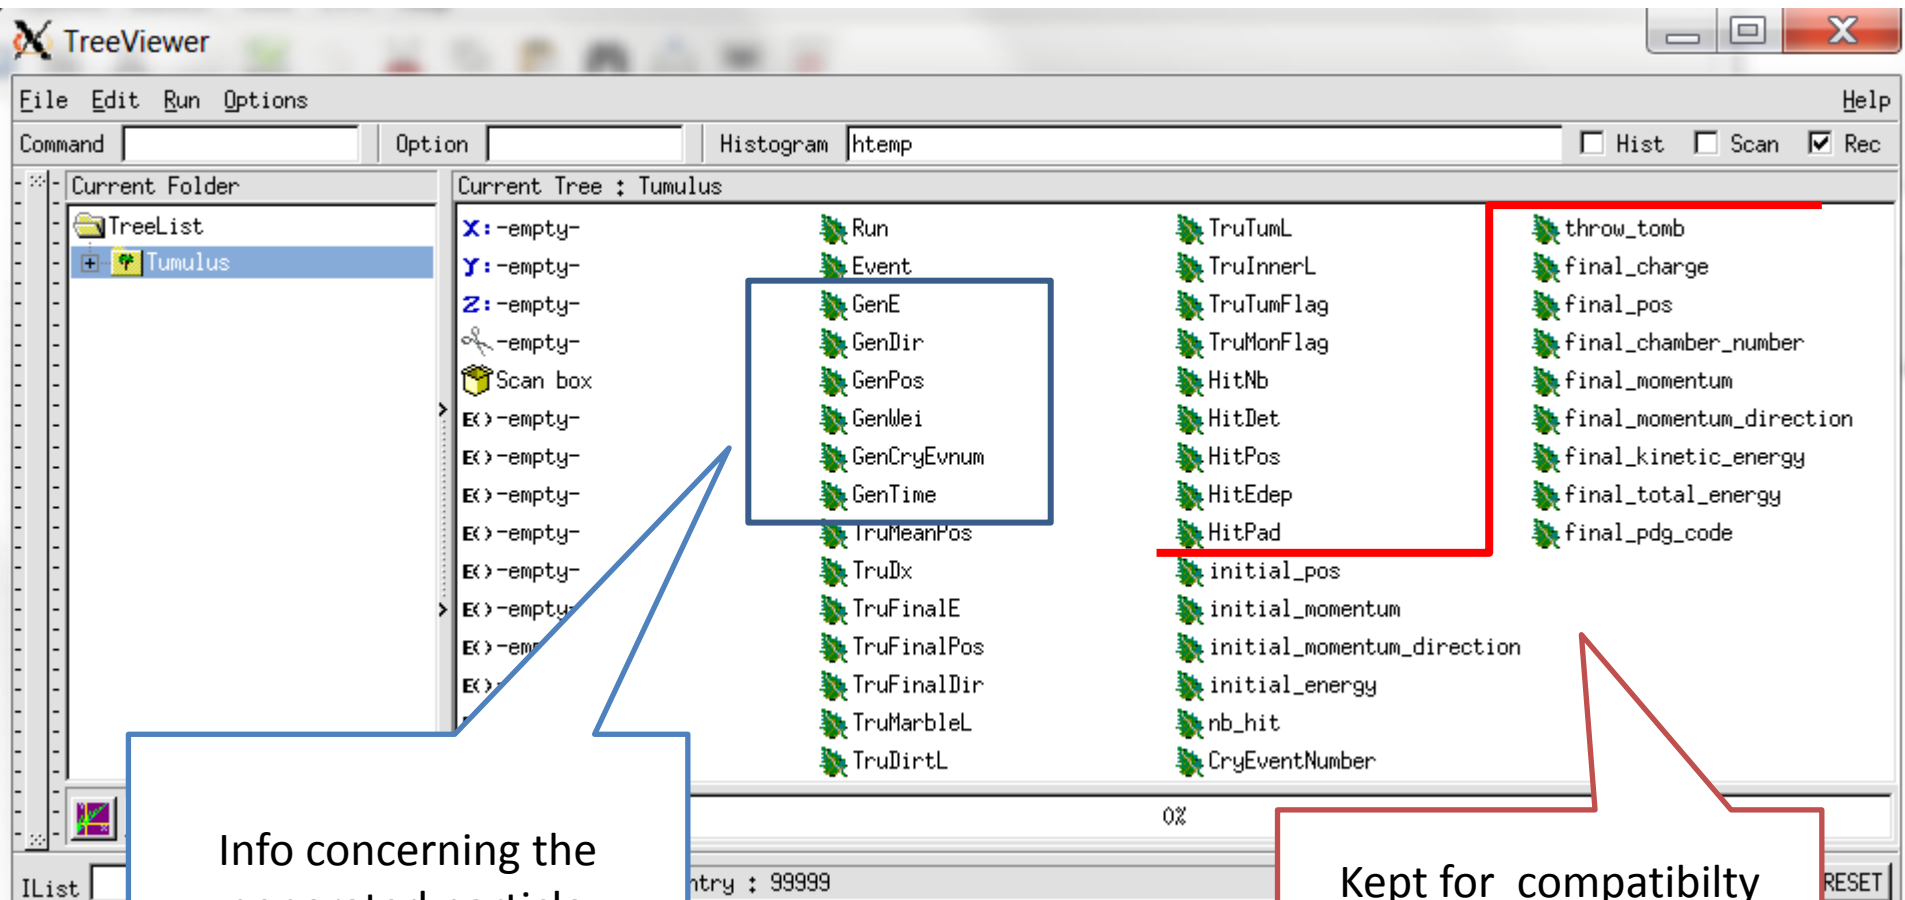 TreeViewer
File Edit Run Options Help
Command Option Histogram htemp Hist Scan Rec
Current Folder
TreeList
Tumulus
Current Tree : Tumulus
X: -empty-
Y: -empty-
Z: -empty-
-empty-
Scan box
E() -empty-
E() -empty-
E() -empty-
E() -empty-
E() -empty-
E() -empty-
E()
E()
Run
Event
GenE
GenDir
GenPos
GenWei
GenCryEvnum
GenTime
TruMeanPos
TruDx
TruFinalE
TruFinalPos
TruFinalDir
TruMarbleL
TruDirtL
TruTumL
TruInnerL
TruTumFlag
TruMonFlag
HitNb
HitDet
HitPos
HitEdep
HitPad
initial_pos
initial_momentum
initial_momentum_direction
initial_energy
nb_hit
CryEventNumber
throw_tomb
final_charge
final_pos
final_chamber_number
final_momentum
final_momentum_direction
final_kinetic_energy
final_total_energy
final_pdg_code
0%
IList
ntry : 99999
RESET
Info concerning the
generated particle
Kept for compatibilty